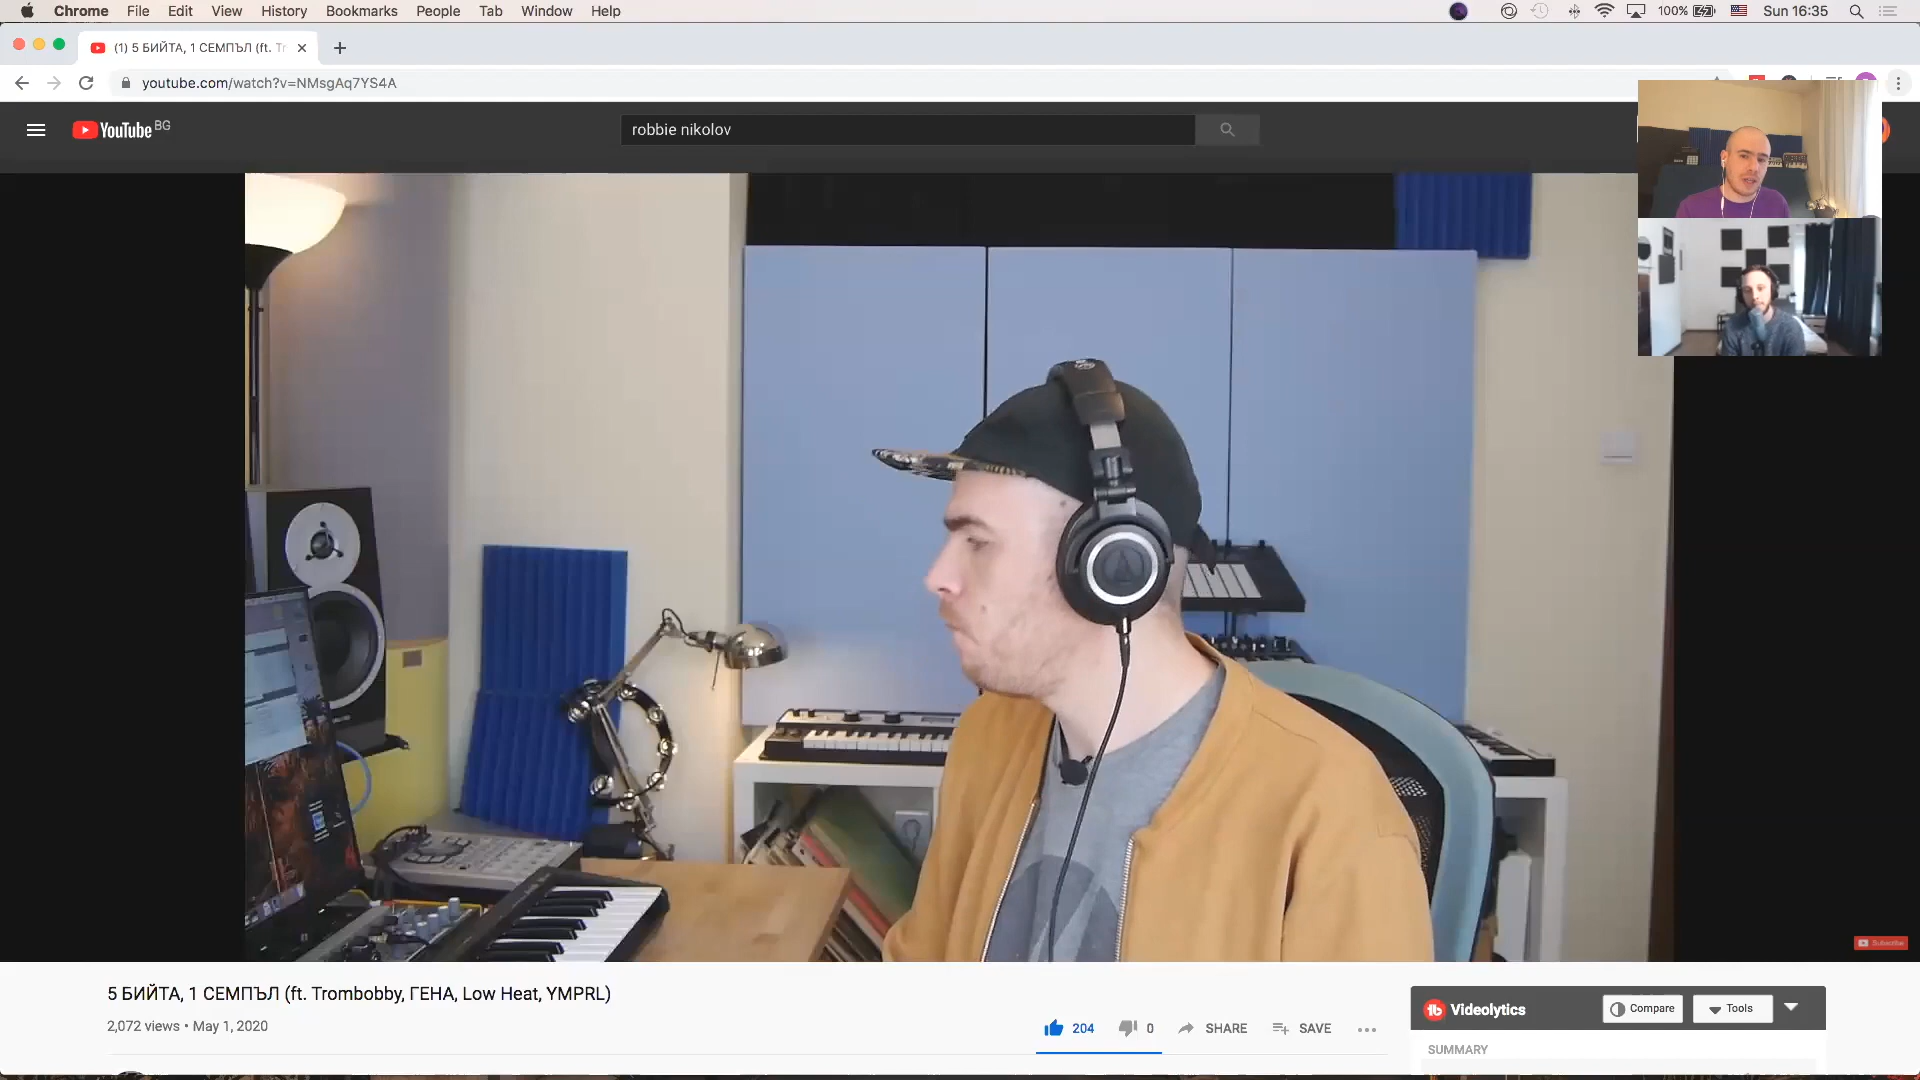 Chrome File Edit View History Bookmarks People Tab Window Help 100% Sun 16:35
(1) 5 БИЙТА, 1 СЕМПЪЛ (ft. Tr
youtube.com/watch?v=NMsgAq7YS4A
YouTube BG robbie nikolov
Subscribe
5 БИЙТА, 1 СЕМПЪЛ (ft. Trombobby, ГЕНА, Low Heat, YMPRL)
2,072 views • May 1, 2020
204 0 SHARE SAVE
Videolytics Compare Tools
SUMMARY